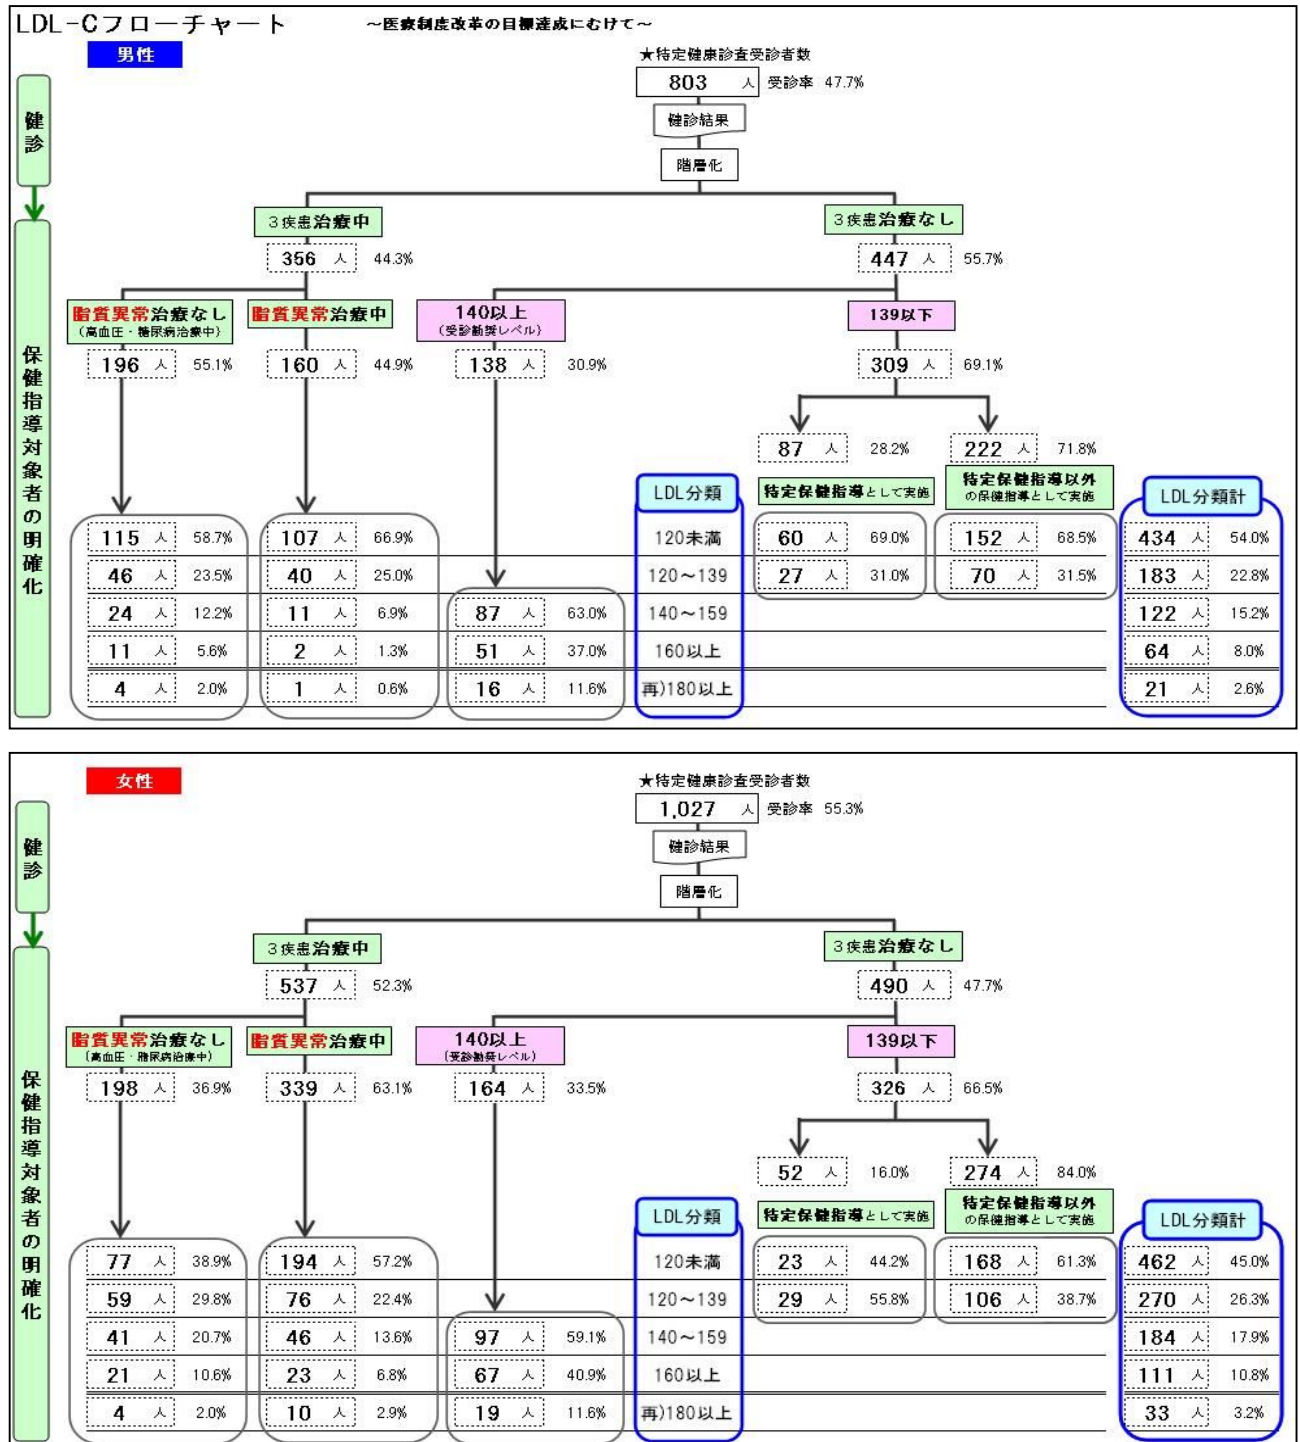 LDL-Cフローチャート ～医療制度改革の目標達成にむけて～
男性
★特定健康診査受診者数
803 人 受診率 47.7%
健診結果
階層化
健診
3疾患治療中 3疾患治療なし
356 人 44.3% 447 人 55.7%
脂質異常治療なし 脂質異常治療中 140以上 139以下
(高血圧・糖尿病治療中) (受診勧奨レベル)
196 人 55.1% 160 人 44.9% 138 人 30.9% 309 人 69.1%
保健指導対象者の明確化
87 人 28.2% 222 人 71.8%
LDL分類 特定保健指導として実施 特定保健指導以外 LDL分類計
の保健指導として実施
115 人 58.7% 107 人 66.9% 120未満 60 人 69.0% 152 人 68.5% 434 人 54.0%
46 人 23.5% 40 人 25.0% 120～139 27 人 31.0% 70 人 31.5% 183 人 22.8%
24 人 12.2% 11 人 6.9% 87 人 63.0% 140～159 122 人 15.2%
11 人 5.6% 2 人 1.3% 51 人 37.0% 160以上 64 人 8.0%
4 人 2.0% 1 人 0.6% 16 人 11.6% 再)180以上 21 人 2.6%
女性
★特定健康診査受診者数
1,027 人 受診率 55.3%
健診結果
階層化
健診
3疾患治療中 3疾患治療なし
537 人 52.3% 490 人 47.7%
脂質異常治療なし 脂質異常治療中 140以上 139以下
(高血圧・糖尿病治療中) (受診勧奨レベル)
198 人 36.9% 339 人 63.1% 164 人 33.5% 326 人 66.5%
保健指導対象者の明確化
52 人 16.0% 274 人 84.0%
LDL分類 特定保健指導として実施 特定保健指導以外 LDL分類計
の保健指導として実施
77 人 38.9% 194 人 57.2% 120未満 23 人 44.2% 168 人 61.3% 462 人 45.0%
59 人 29.8% 76 人 22.4% 120～139 29 人 55.8% 106 人 38.7% 270 人 26.3%
41 人 20.7% 46 人 13.6% 97 人 59.1% 140～159 184 人 17.9%
21 人 10.6% 23 人 6.8% 67 人 40.9% 160以上 111 人 10.8%
4 人 2.0% 10 人 2.9% 19 人 11.6% 再)180以上 33 人 3.2%